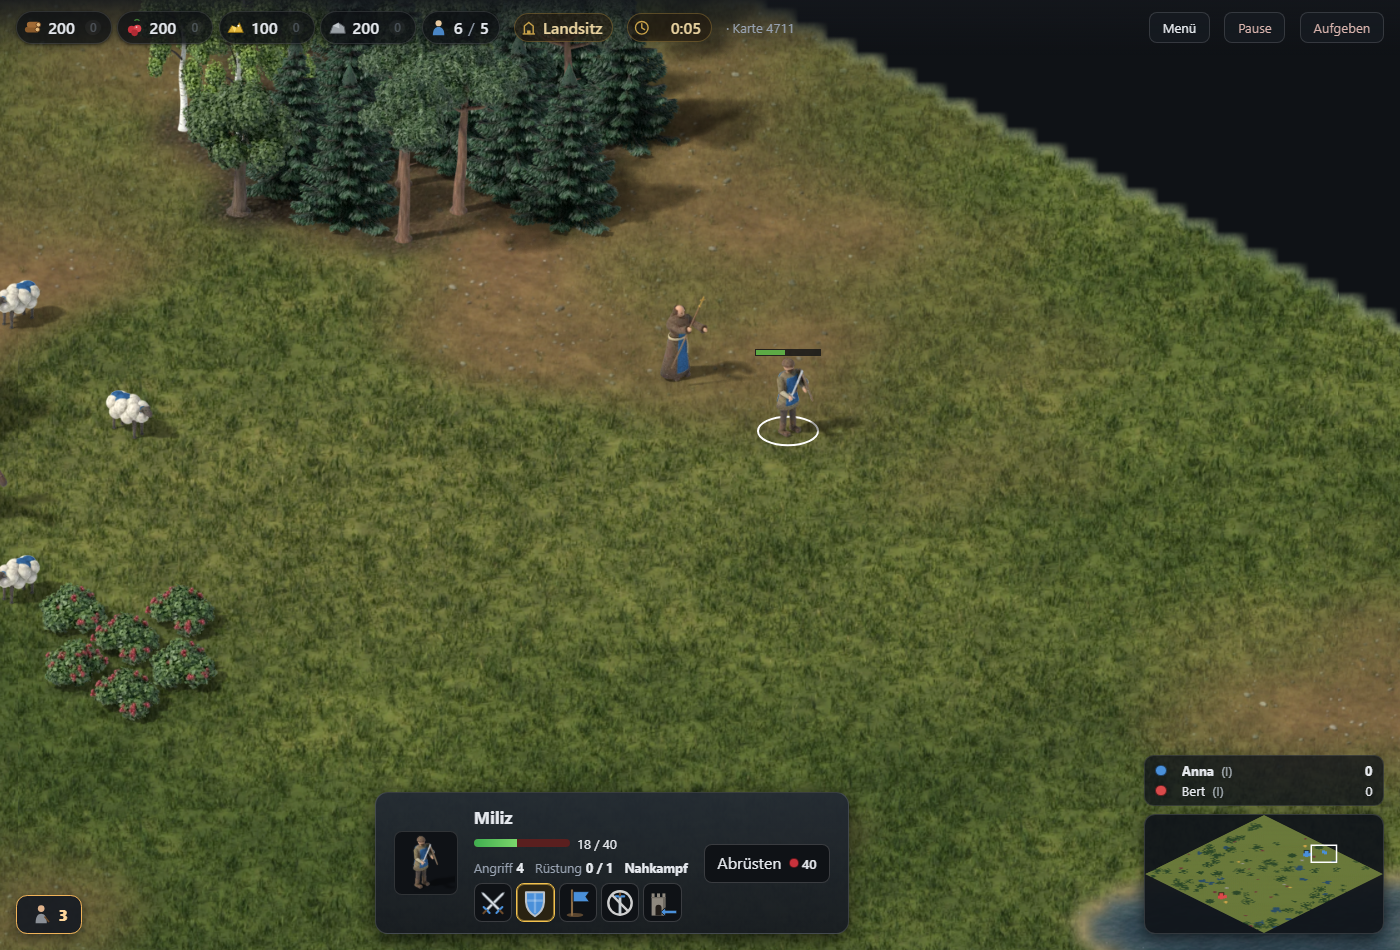 200 0 200 0 100 0 200 0 6 / 5 Landsitz 0:05 · Karte 4711 Menü Pause Aufgeben
Anna (I) 0
Bert (I) 0
Miliz
18 / 40
Angriff 4 Rüstung 0 / 1 Nahkampf
Abrüsten 40
3